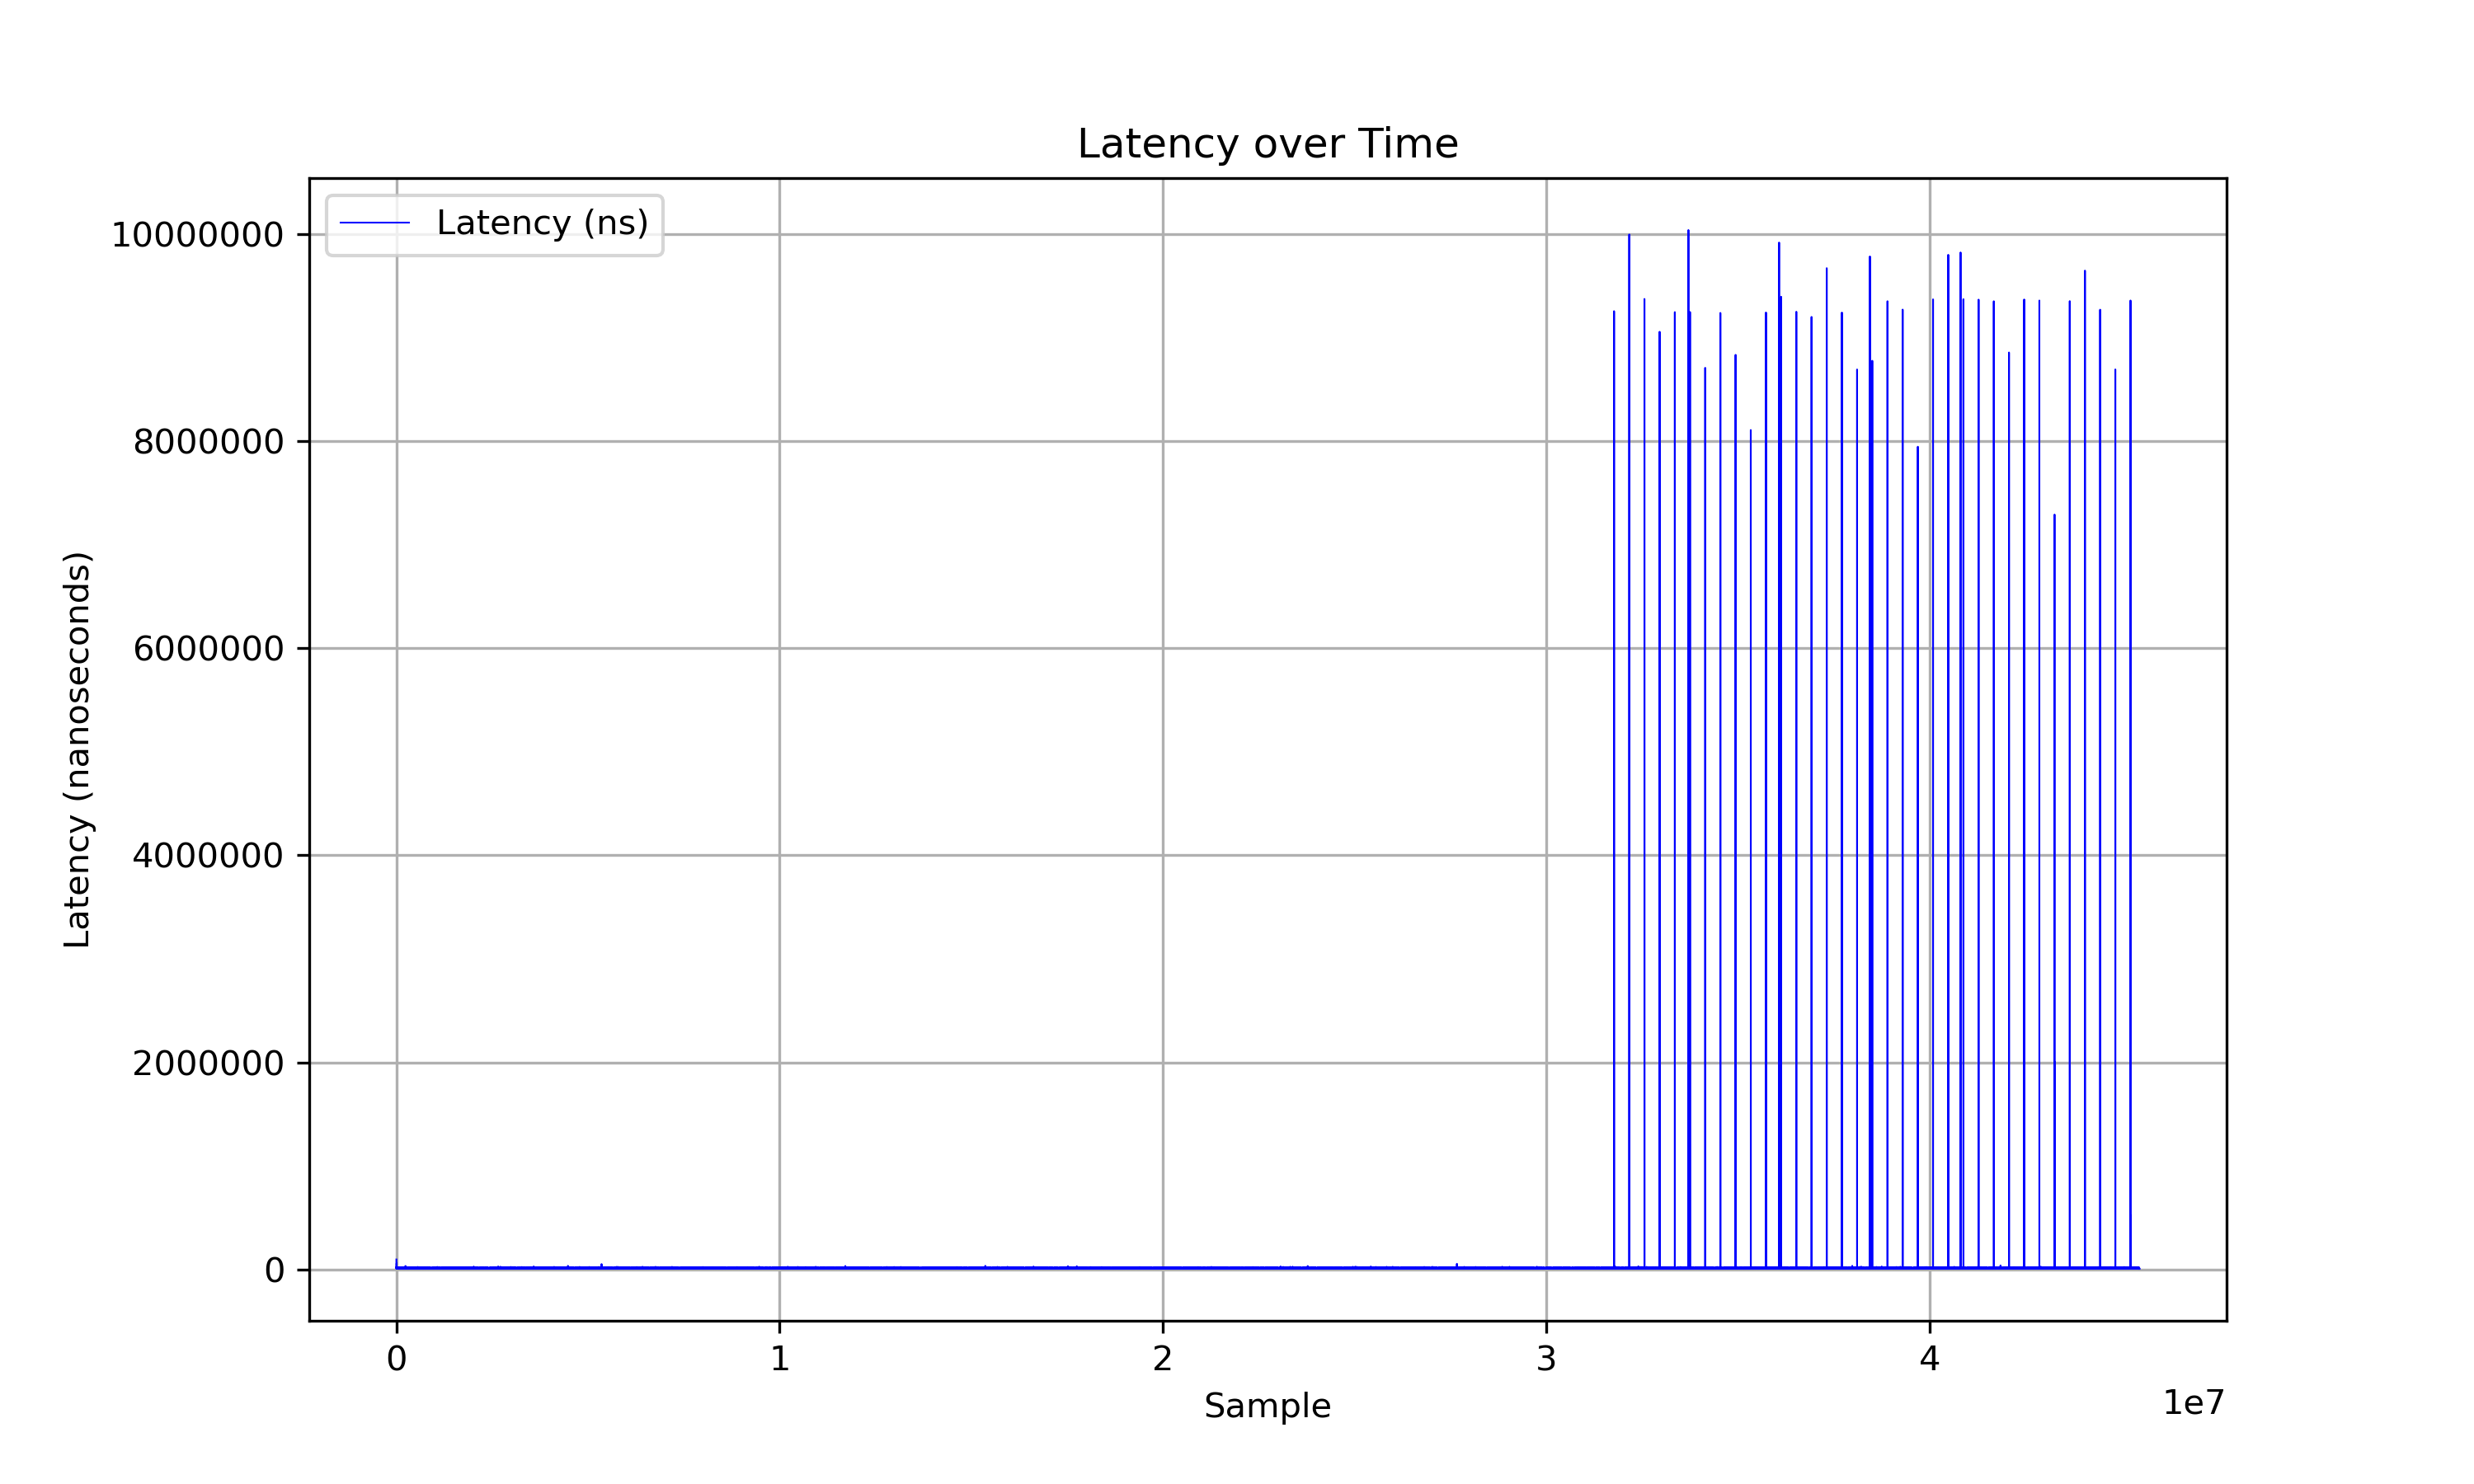 Latency over Time
Latency (ns)
10000000
8000000
6000000
4000000
2000000
0
Latency (nanoseconds)
0 1 2 3 4
1e7
Sample